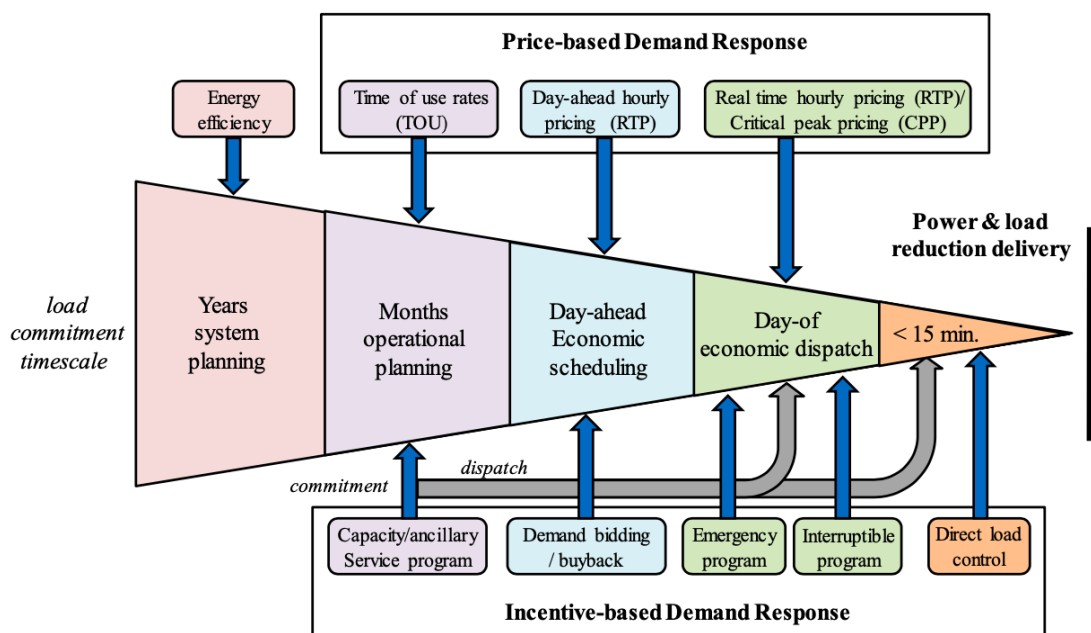 Price-based Demand Response
Energy
efficiency
Time of use rates
(TOU)
Day-ahead hourly
pricing (RTP)
Real time hourly pricing (RTP)/
Critical peak pricing (CPP)
Power & load
reduction delivery
load
commitment
timescale
Years
system
planning
Months
operational
planning
Day-ahead
Economic
scheduling
Day-of
economic dispatch
< 15 min.
commitment
dispatch
Capacity/ancillary
Service program
Demand bidding
/ buyback
Emergency
program
Interruptible
program
Direct load
control
Incentive-based Demand Response